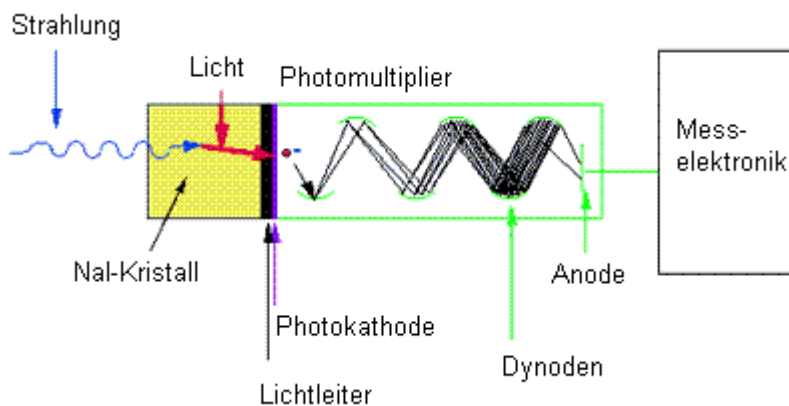 Strahlung
Licht
Photomultiplier
Mess-
elektronik
NaI-Kristall
Anode
Photokathode
Dynoden
Lichtleiter